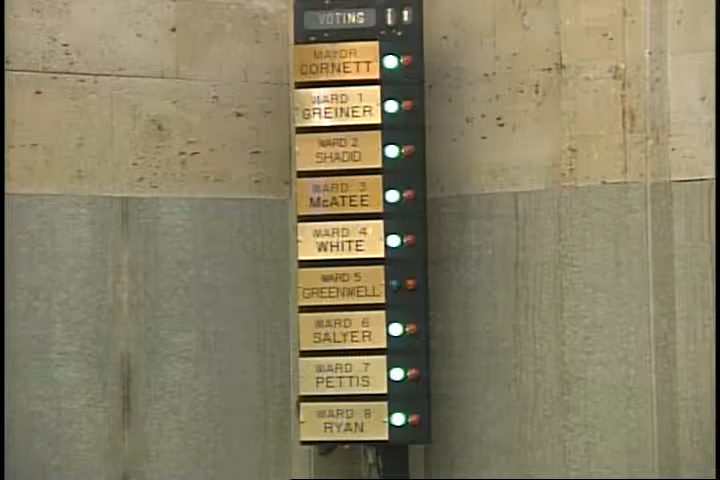 VOTING
MAYOR
CORNETT
WARD 1
GREINER
WARD 2
SHADID
WARD 3
McATEE
WARD 4
WHITE
WARD 5
GREENWELL
WARD 6
SALYER
WARD 7
PETTIS
WARD 8
RYAN